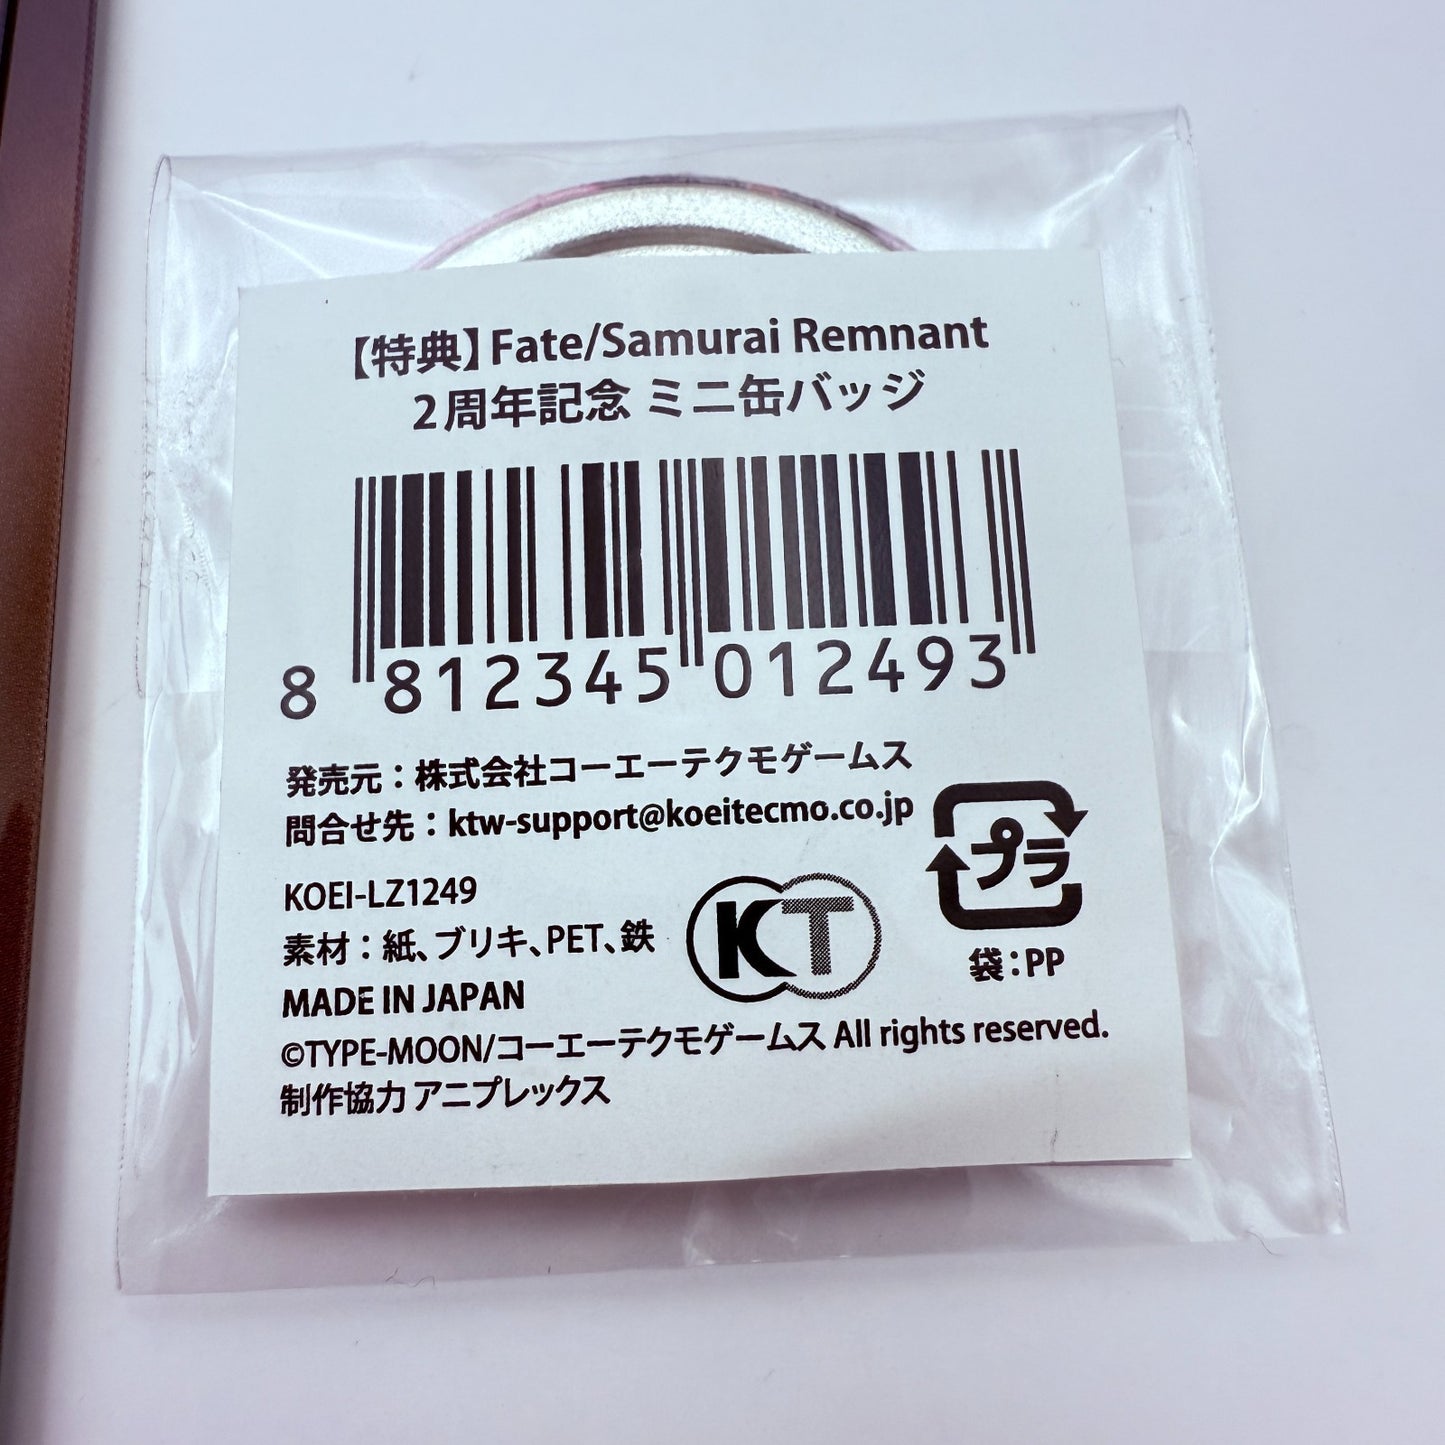 【特典】Fate/Samurai Remnant
2周年記念 ミニ缶バッジ
8 812345 012493
発売元：株式会社コーエーテクモゲームス
問合せ先：ktw-support@koeitecmo.co.jp
KOEI-LZ1249
素材：紙、ブリキ、PET、鉄
MADE IN JAPAN
KT
プラ
袋：PP
©TYPE-MOON/コーエーテクモゲームス All rights reserved.
制作協力 アニプレックス